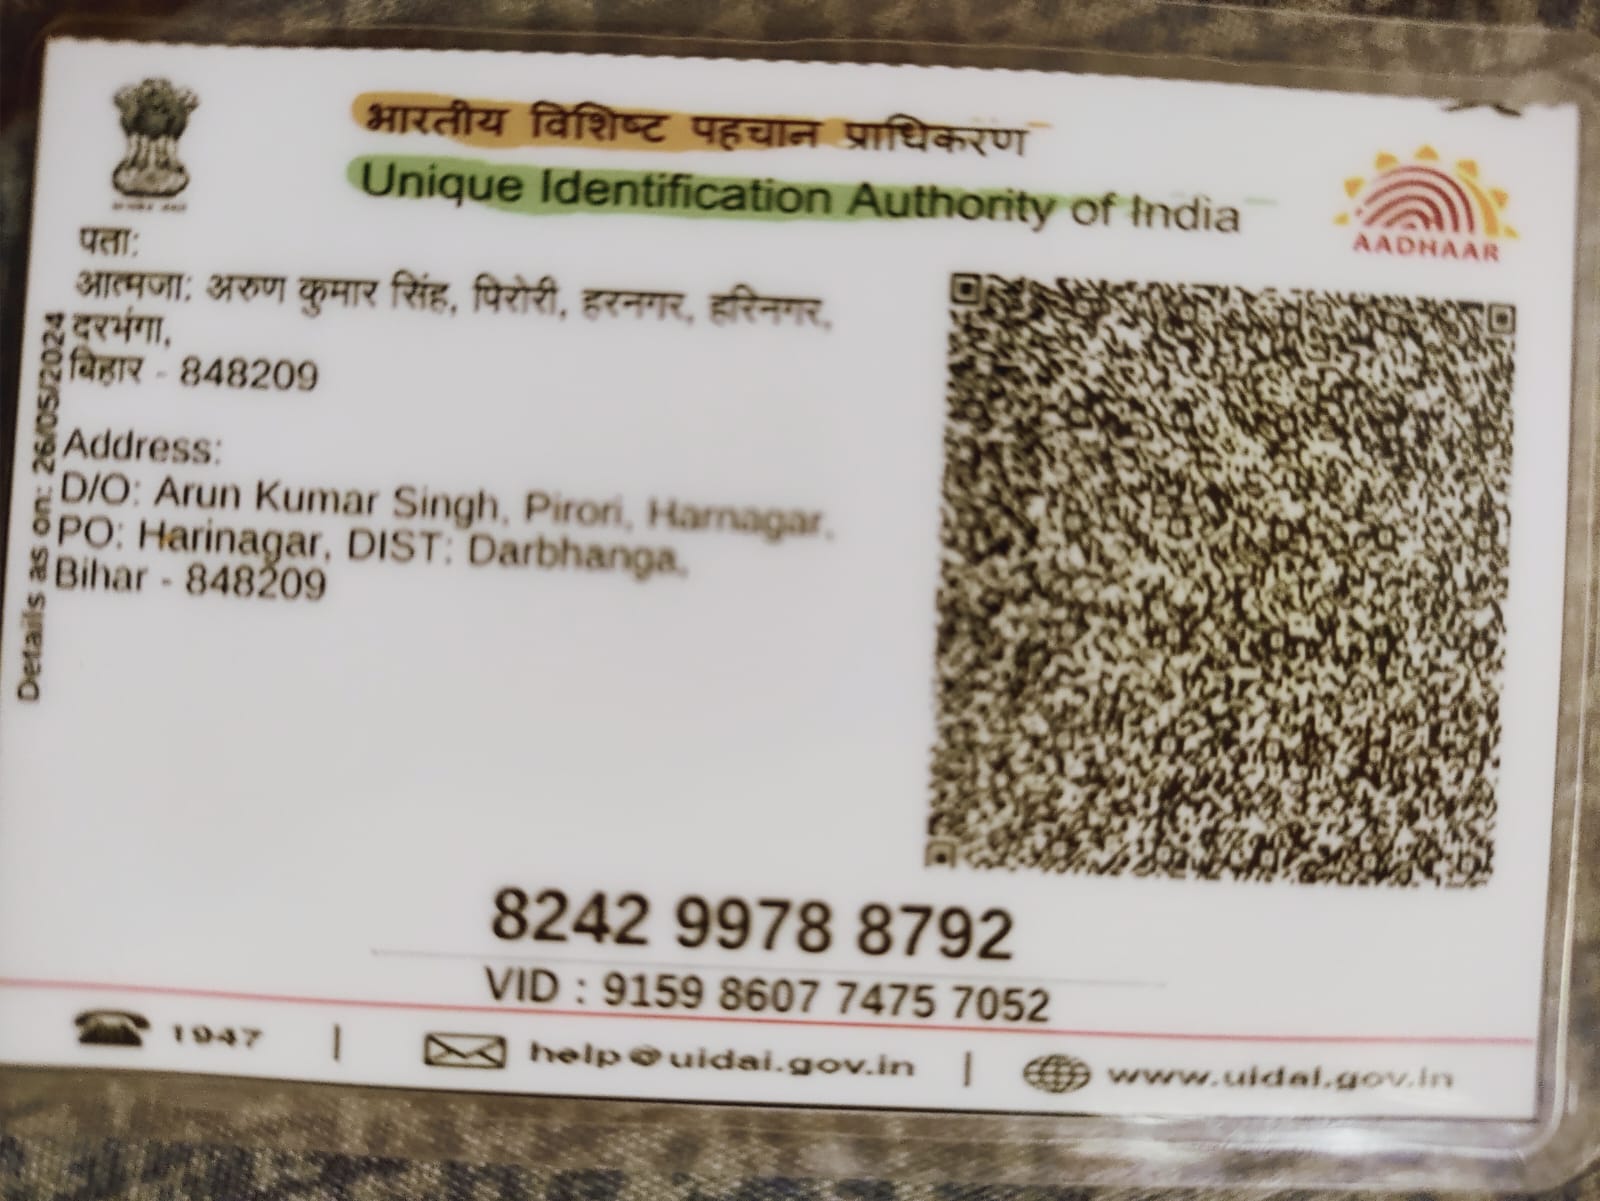 भारतीय विशिष्ट पहचान प्राधिकरण
Unique Identification Authority of India
AADHAAR
पता:
आत्मजा: अरुण कुमार सिंह, पिरोरी, हरनगर, हरिनगर,
दरभंगा,
बिहार - 848209
Address:
D/O: Arun Kumar Singh, Pirori, Harnagar,
PO: Harinagar, DIST: Darbhanga,
Bihar - 848209
Details as on: 26/05/2024
8242 9978 8792
VID : 9159 8607 7475 7052
1947 | help@uidai.gov.in | www.uidai.gov.in